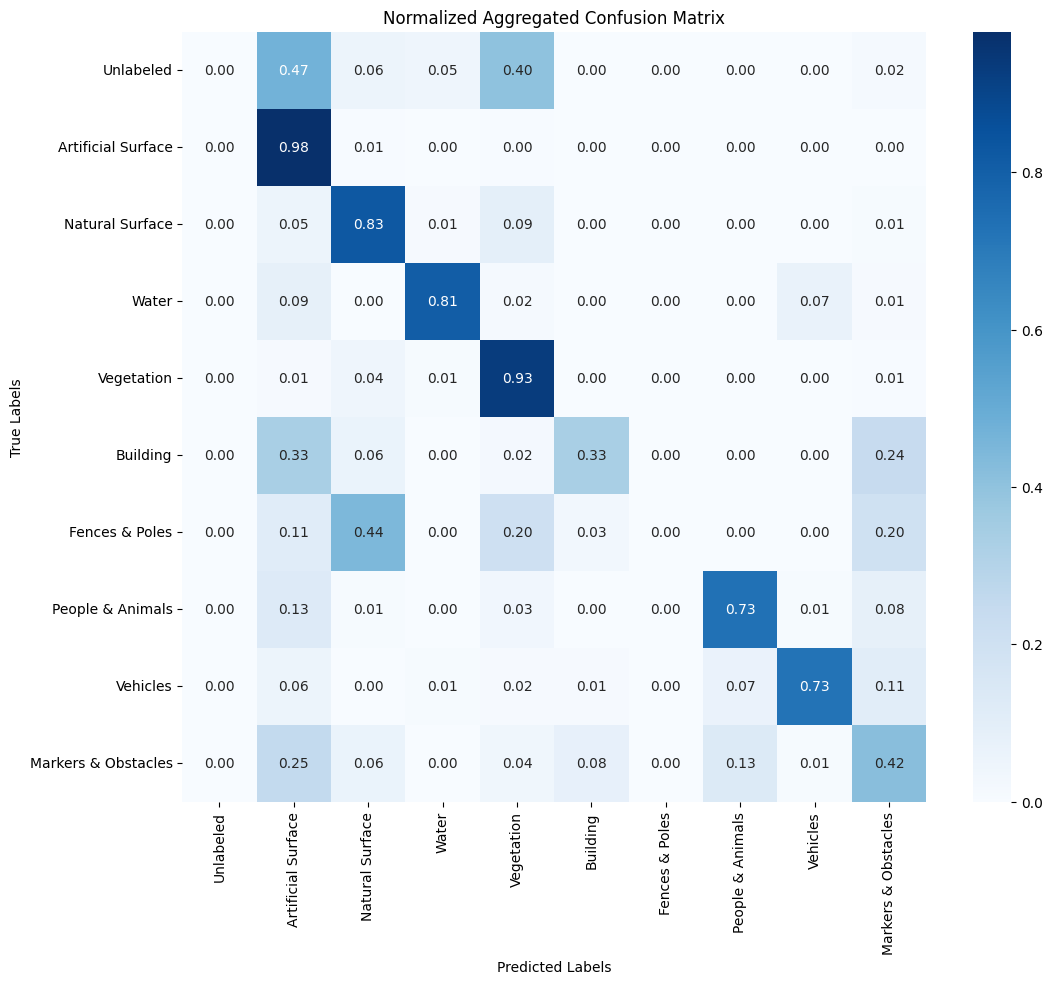 Normalized Aggregated Confusion Matrix
True Labels
Unlabeled 0.00 0.47 0.06 0.05 0.40 0.00 0.00 0.00 0.00 0.02
Artificial Surface 0.00 0.98 0.01 0.00 0.00 0.00 0.00 0.00 0.00 0.00
Natural Surface 0.00 0.05 0.83 0.01 0.09 0.00 0.00 0.00 0.00 0.01
Water 0.00 0.09 0.00 0.81 0.02 0.00 0.00 0.00 0.07 0.01
Vegetation 0.00 0.01 0.04 0.01 0.93 0.00 0.00 0.00 0.00 0.01
Building 0.00 0.33 0.06 0.00 0.02 0.33 0.00 0.00 0.00 0.24
Fences & Poles 0.00 0.11 0.44 0.00 0.20 0.03 0.00 0.00 0.00 0.20
People & Animals 0.00 0.13 0.01 0.00 0.03 0.00 0.00 0.73 0.01 0.08
Vehicles 0.00 0.06 0.00 0.01 0.02 0.01 0.00 0.07 0.73 0.11
Markers & Obstacles 0.00 0.25 0.06 0.00 0.04 0.08 0.00 0.13 0.01 0.42
Unlabeled
Artificial Surface
Natural Surface
Water
Vegetation
Building
Fences & Poles
People & Animals
Vehicles
Markers & Obstacles
Predicted Labels
0.8
0.6
0.4
0.2
0.0